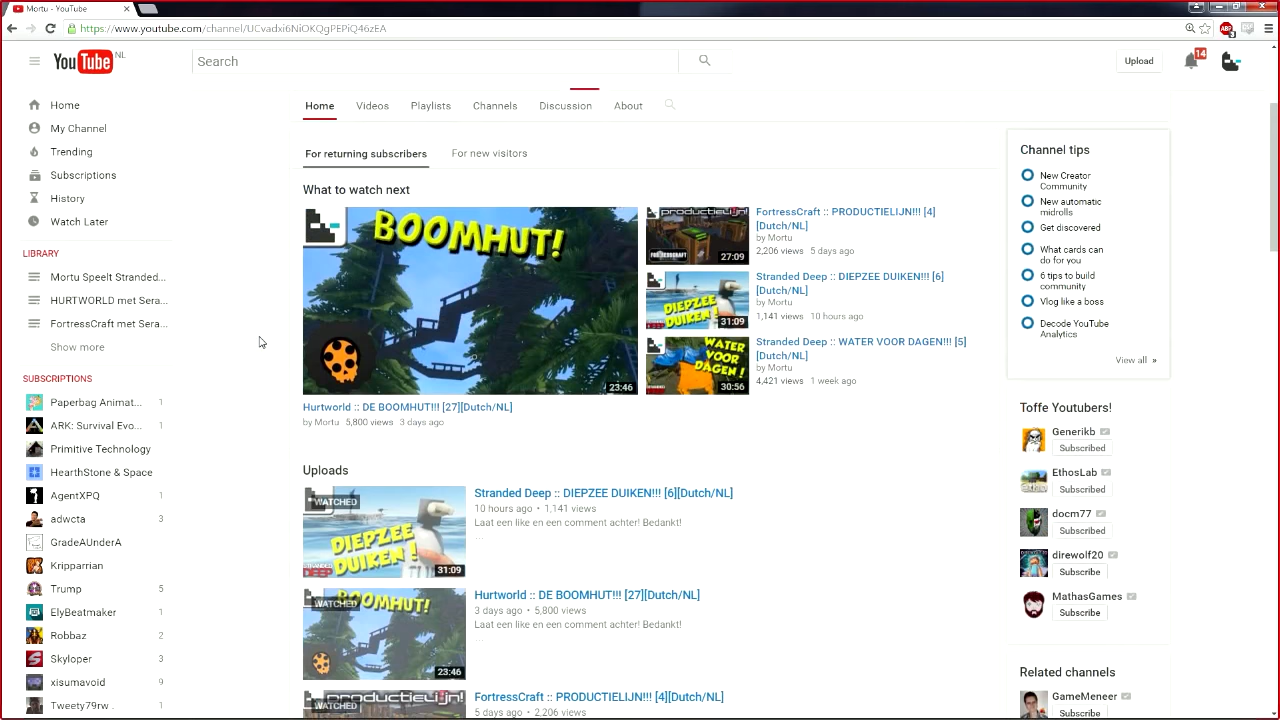 Mortu - YouTube
https://www.youtube.com/channel/UCvadxi6NiOKQgPEPiQ46zEA
YouTube NL
Search
Upload
14
Home
My Channel
Trending
Subscriptions
History
Watch Later
LIBRARY
Mortu Speelt Stranded...
HURTWORLD met Sera...
FortressCraft met Sera...
Show more
SUBSCRIPTIONS
Paperbag Animat... 1
ARK: Survival Evo... 1
Primitive Technology
HearthStone & Space
AgentXPQ 1
adwcta 3
GradeAUnderA
Kripparrian
Trump 5
ElyBeatmaker
Robbaz 2
Skyloper 3
xisumavoid 9
Tweety79rw .
Home Videos Playlists Channels Discussion About
For returning subscribers For new visitors
What to watch next
BOOMHUT!
23:46
Hurtworld :: DE BOOMHUT!!! [27][Dutch/NL]
by Mortu 5,800 views 3 days ago
productielijn!
FORTRESSCRAFT
27:09
FortressCraft :: PRODUCTIELIJN!!! [4]
[Dutch/NL]
by Mortu
2,206 views 5 days ago
DIEPZEE
DUIKEN!
31:09
Stranded Deep :: DIEPZEE DUIKEN!!! [6]
[Dutch/NL]
by Mortu
1,141 views 10 hours ago
WATER
VOOR
DAGEN!
30:56
Stranded Deep :: WATER VOOR DAGEN!!! [5]
[Dutch/NL]
by Mortu
4,421 views 1 week ago
Uploads
WATCHED
DIEPZEE
DUIKEN!
STRANDED
DEEP
31:09
Stranded Deep :: DIEPZEE DUIKEN!!! [6][Dutch/NL]
10 hours ago • 1,141 views
Laat een like en een comment achter! Bedankt!
...
WATCHED
BOOMHUT!
23:46
Hurtworld :: DE BOOMHUT!!! [27][Dutch/NL]
3 days ago • 5,800 views
Laat een like en een comment achter! Bedankt!
...
productielijn!
WATCHED
FortressCraft :: PRODUCTIELIJN!!! [4][Dutch/NL]
5 days ago • 2,206 views
Channel tips
New Creator
Community
New automatic
midrolls
Get discovered
What cards can
do for you
6 tips to build
community
Vlog like a boss
Decode YouTube
Analytics
View all »
Toffe Youtubers!
Generikb
Subscribed
EthosLab
Subscribed
docm77
Subscribed
direwolf20
Subscribe
MathasGames
Subscribe
Related channels
GameMeneer
Subscribe